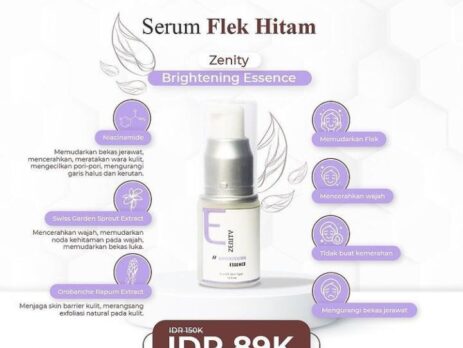 Serum Flek Hitam
Zenity
Brightening Essence
Niacinamide
Memudarkan bekas jerawat,
mencerahkan, meratakan wara kulit,
mengecilkan pori-pori, mengurangi
garis halus dan kerutan.
Swiss Garden Sprout Extract
Mencerahkan wajah, memudarkan
noda kehitaman pada wajah,
memudarkan bekas luka.
Orobanche Rapum Extract
Menjaga skin barrier kulit, merangsang
exfoliasi natural pada kulit.
Memudarkan Flek
Mencerahkan wajah
Tidak buat kemerahan
Mengurangi bekas jerawat
E
ZENITY
BRIGHTENING
ESSENCE
IDR 150K
IDR 89K